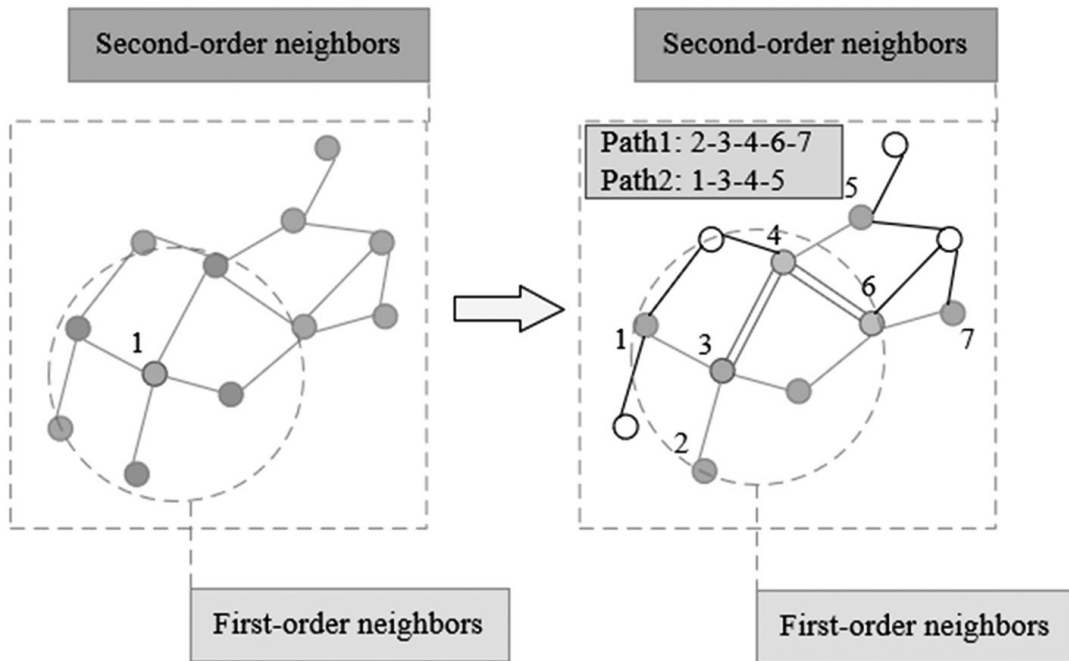 Second-order neighbors
Second-order neighbors
Path1: 2-3-4-6-7
Path2: 1-3-4-5
5
4
6
1
1
3
7
2
First-order neighbors
First-order neighbors